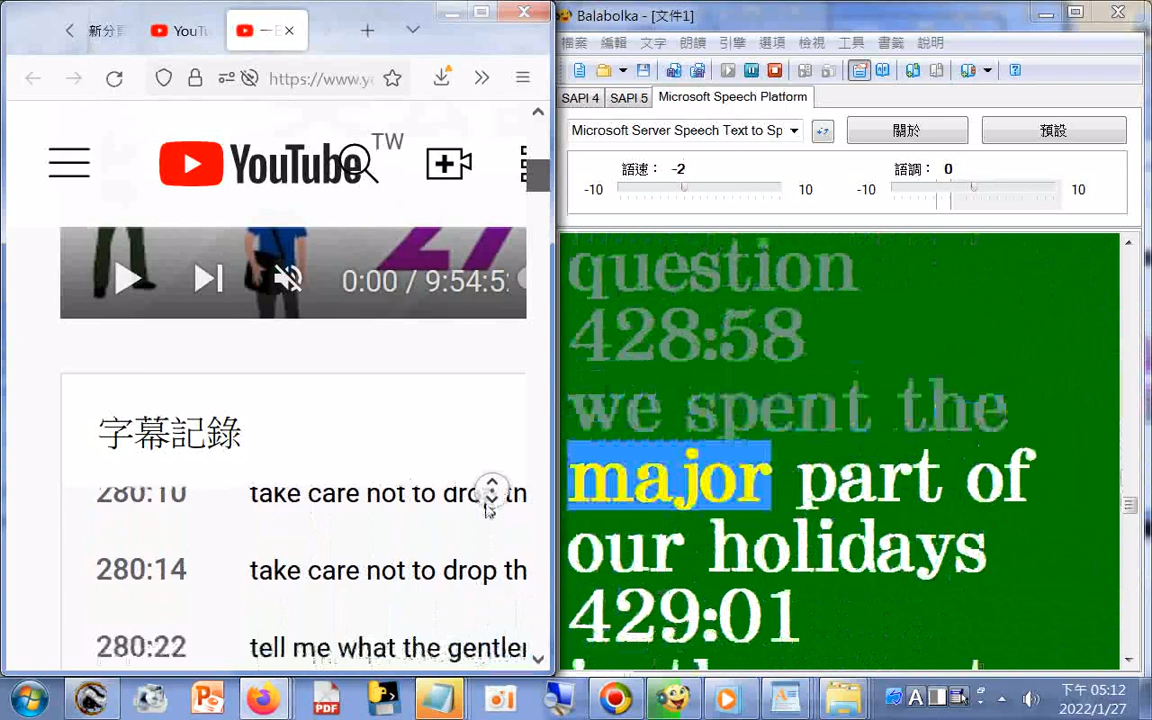 新分
YouTu
一 E
https://www.y
YouTube
TW
27
0:00 / 9:54:5
字幕記錄
280:10 take care not to drop th
280:14 take care not to drop th
280:22 tell me what the gentle
Balabolka - [文件1]
檔案 編輯 文字 朗讀 引擎 選項 檢視 工具 書籤 說明
SAPI 4 SAPI 5 Microsoft Speech Platform
Microsoft Server Speech Text to Sp
關於
預設
語速： -2
語調： 0
-10 10 -10 10
question
428:58
we spent the
major part of
our holidays
429:01
PDF
A
下午 05:12
2022/1/27